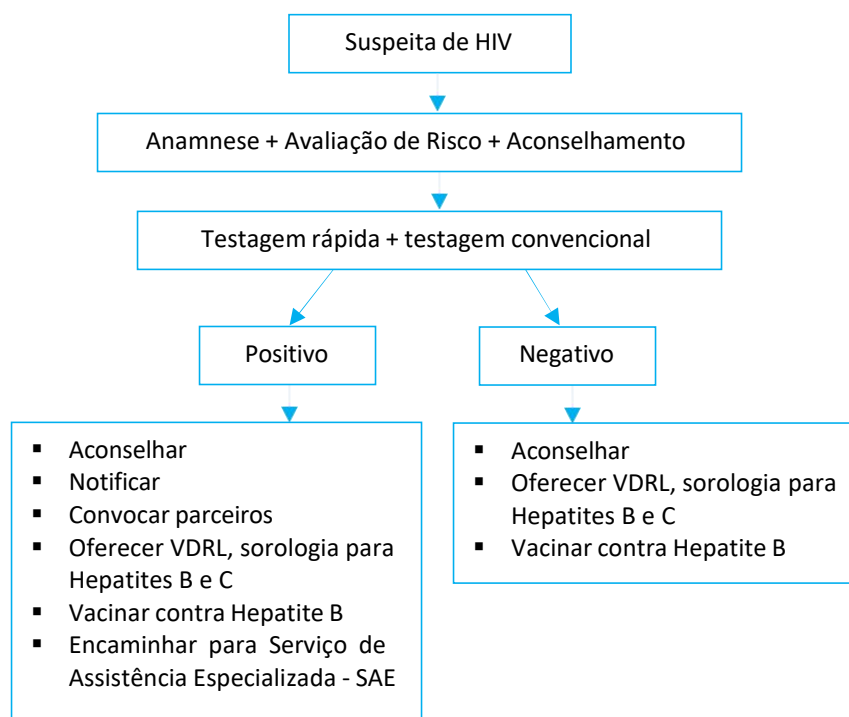 Suspeita de HIV
Anamnese + Avaliação de Risco + Aconselhamento
Testagem rápida + testagem convencional
Positivo
Negativo
▪ Aconselhar
▪ Notificar
▪ Convocar parceiros
▪ Oferecer VDRL, sorologia para
Hepatites B e C
▪ Vacinar contra Hepatite B
▪ Encaminhar para Serviço de
Assistência Especializada - SAE
▪ Aconselhar
▪ Oferecer VDRL, sorologia para
Hepatites B e C
▪ Vacinar contra Hepatite B